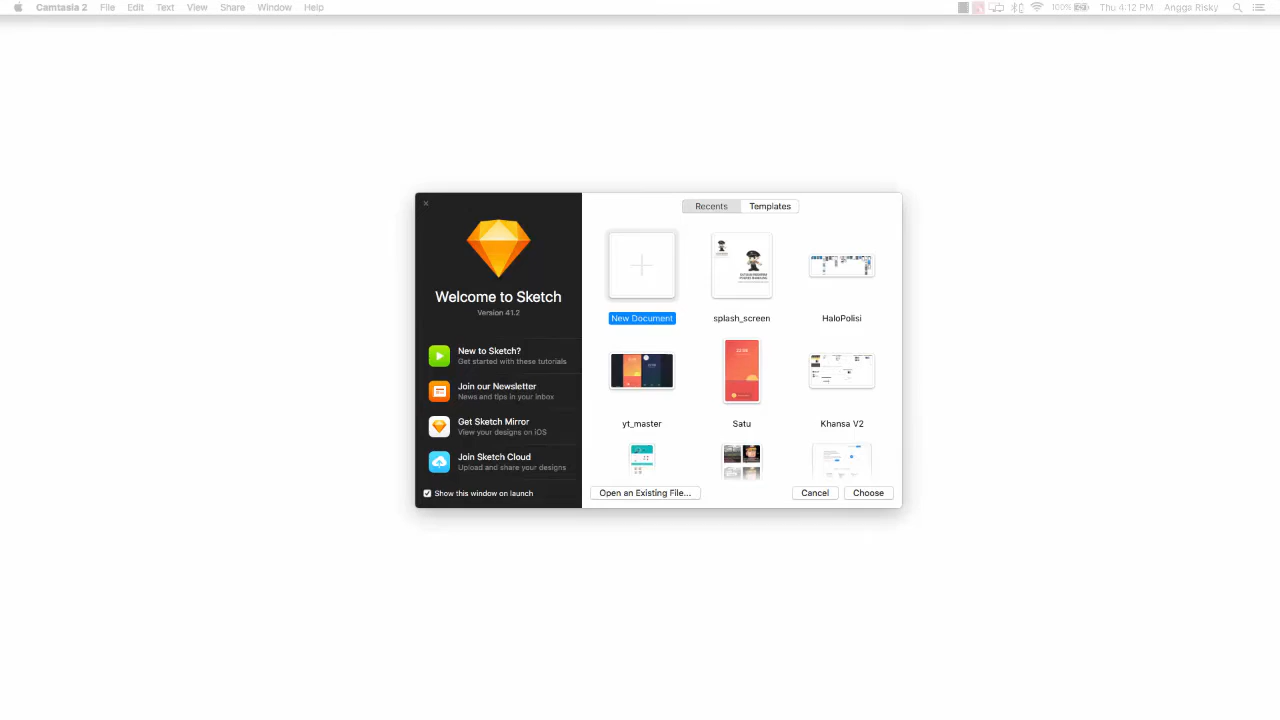 Camtasia 2 File Edit Text View Share Window Help
100% Thu 4:12 PM Angga Risky
Welcome to Sketch
Version 41.2
New to Sketch?
Get started with these tutorials
Join our Newsletter
News and tips in your inbox
Get Sketch Mirror
View your designs on iOS
Join Sketch Cloud
Upload and share your designs
Show this window on launch
Recents Templates
New Document splash_screen HaloPolisi
yt_master Satu Khansa V2
Open an Existing File... Cancel Choose